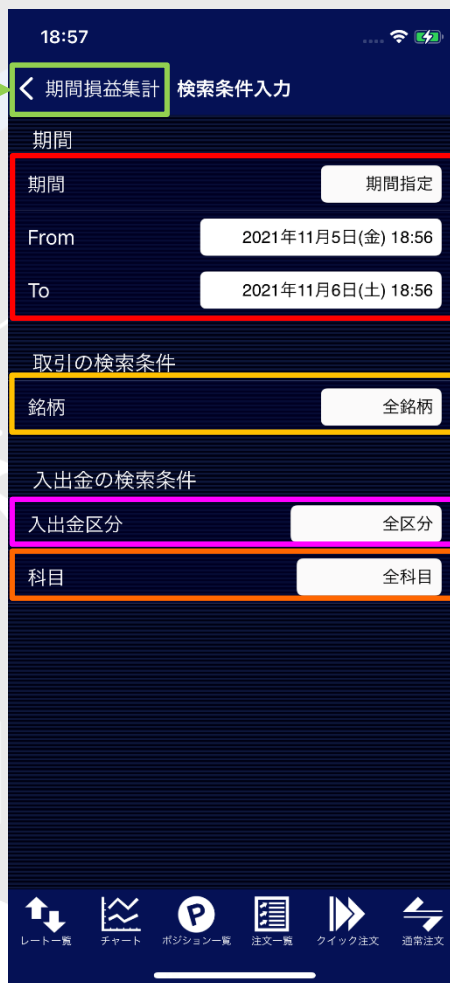 18:57
期間損益集計 検索条件入力
期間
期間 期間指定
From 2021年11月5日(金) 18:56
To 2021年11月6日(土) 18:56
取引の検索条件
銘柄 全銘柄
入出金の検索条件
入出金区分 全区分
科目 全科目
P
レート一覧 チャート ポジション一覧 注文一覧 クイック注文 通常注文